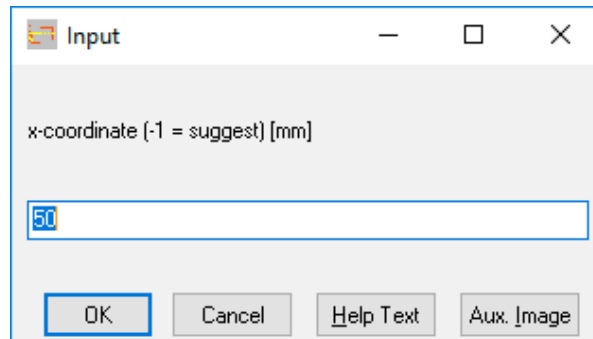 Input
x-coordinate (-1 = suggest) [mm]
50
OK Cancel Help Text Aux. Image